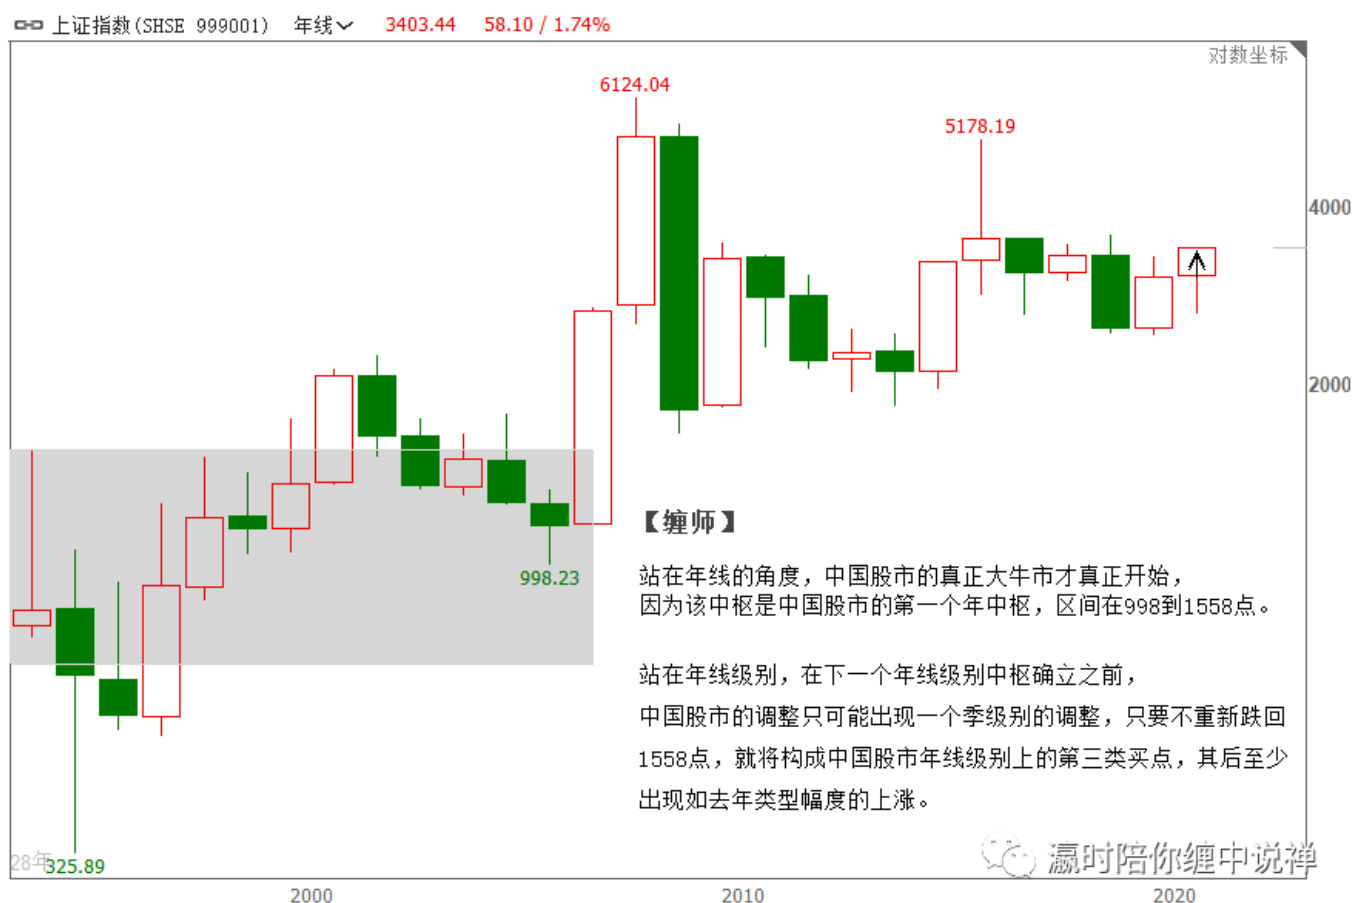 上证指数(SHSE 999001) 年线 3403.44 58.10 / 1.74%
对数坐标
6124.04
5178.19
4000
2000
998.23
【缠师】
站在年线的角度，中国股市的真正大牛市才真正开始，
因为该中枢是中国股市的第一个年中枢，区间在998到1558点。
站在年线级别，在下一个年线级别中枢确立之前，
中国股市的调整只可能出现一个季级别的调整，只要不重新跌回
1558点，就将构成中国股市年线级别上的第三类买点，其后至少
出现如去年类型幅度的上涨。
瀛时陪你缠中说禅
28年
325.89
2000 2010 2020